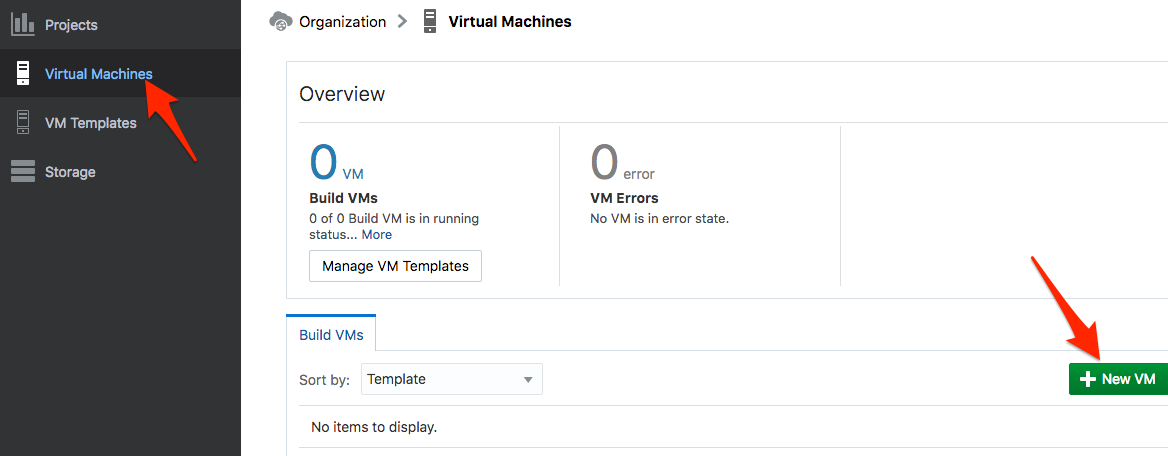 Projects
Virtual Machines
VM Templates
Storage
Organization
Virtual Machines
Overview
0 VM
Build VMs
0 of 0 Build VM is in running
status... More
Manage VM Templates
0 error
VM Errors
No VM is in error state.
Build VMs
Sort by: Template
New VM
No items to display.